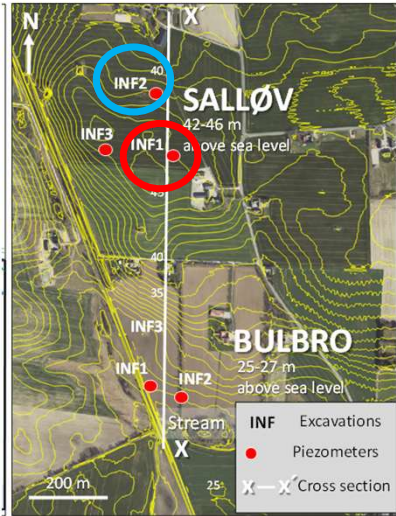 X´
N
40
INF2
SALLØV
42-46 m
above sea level
INF3
INF1
45
40
35
INF3
BULBRO
25-27 m
above sea level
INF1
INF2
Stream
X
25
200 m
INF Excavations
Piezometers
X—X´ Cross section